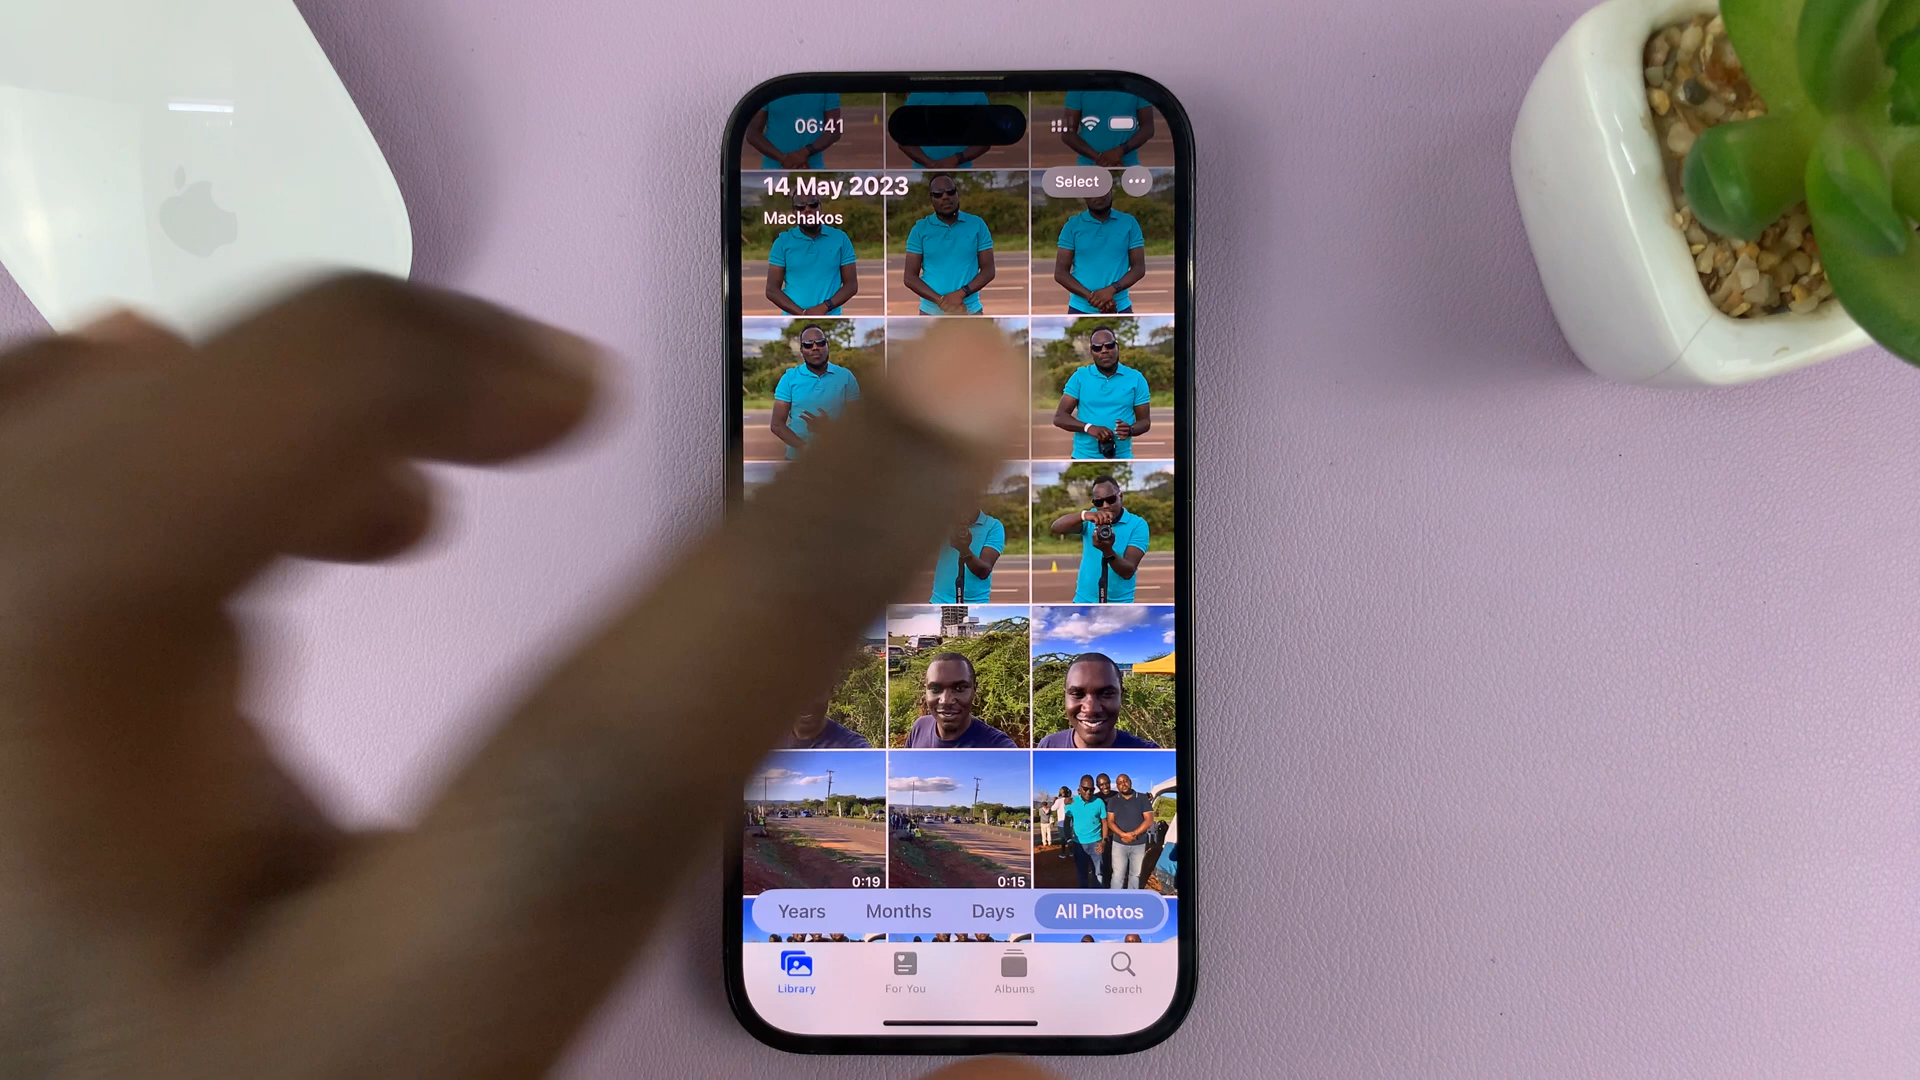 06:41
14 May 2023
Select
Machakos
0:19
0:15
Years
Months
Days
All Photos
Library
For You
Albums
Search